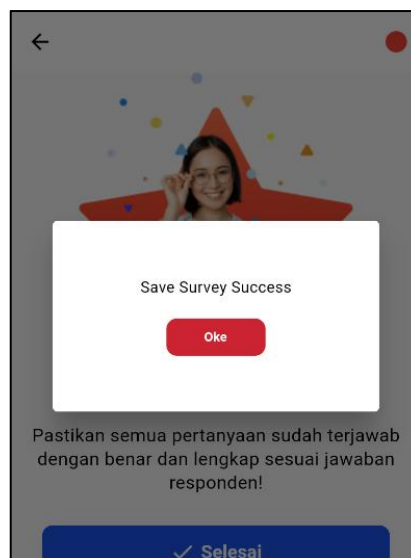 Save Survey Success
Oke
Pastikan semua pertanyaan sudah terjawab
dengan benar dan lengkap sesuai jawaban
responden!
Selesai